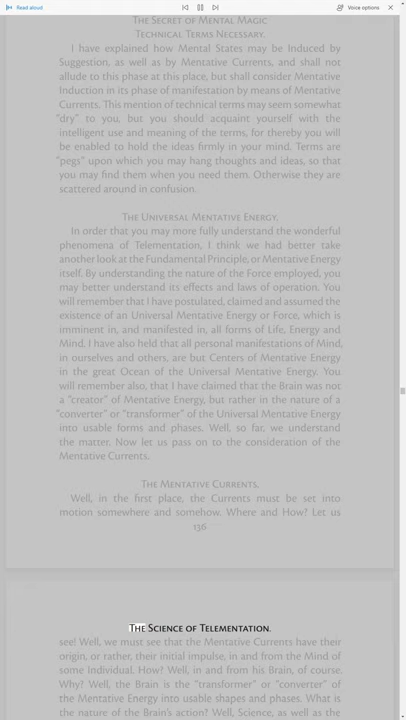 Read aloud
Voice options
The Secret of Mental Magic
Technical Terms Necessary.
I have explained how Mental States may be Induced by
Suggestion, as well as by Mentative Currents, and shall not
allude to this phase at this place, but shall consider Mentative
Induction in its phase of manifestation by means of Mentative
Currents. This mention of technical terms may seem somewhat
"dry" to you, but you should acquaint yourself with the
intelligent use and meaning of the terms, for thereby you will
be enabled to hold the ideas firmly in your mind. Terms are
"pegs" upon which you may hang thoughts and ideas, so that
you may find them when you need them. Otherwise they are
scattered around in confusion.
The Universal Mentative Energy.
In order that you may more fully understand the wonderful
phenomena of Telementation, I think we had better take
another look at the Fundamental Principle, or Mentative Energy
itself. By understanding the nature of the Force employed, you
may better understand its effects and laws of operation. You
will remember that I have postulated, claimed and assumed the
existence of an Universal Mentative Energy or Force, which is
imminent in, and manifested in, all forms of Life, Energy and
Mind. I have also held that all personal manifestations of Mind,
in ourselves and others, are but Centers of Mentative Energy
in the great Ocean of the Universal Mentative Energy. You
will remember also, that I have claimed that the Brain was not
a "creator" of Mentative Energy, but rather in the nature of a
"converter" or "transformer" of the Universal Mentative Energy
into usable forms and phases. Well, so far, we understand
the matter. Now let us pass on to the consideration of the
Mentative Currents.
The Mentative Currents.
Well, in the first place, the Currents must be set into
motion somewhere and somehow. Where and How? Let us
136
The Science of Telementation.
see! Well, we must see that the Mentative Currents have their
origin, or rather, their initial impulse, in and from the Mind of
some Individual. How? Well, in and from his Brain, of course.
Why? Well, the Brain is the "transformer" or "converter" of
the Mentative Energy into usable shapes and phases. What is
the nature of the Brain's action? Well, Science, as well as the